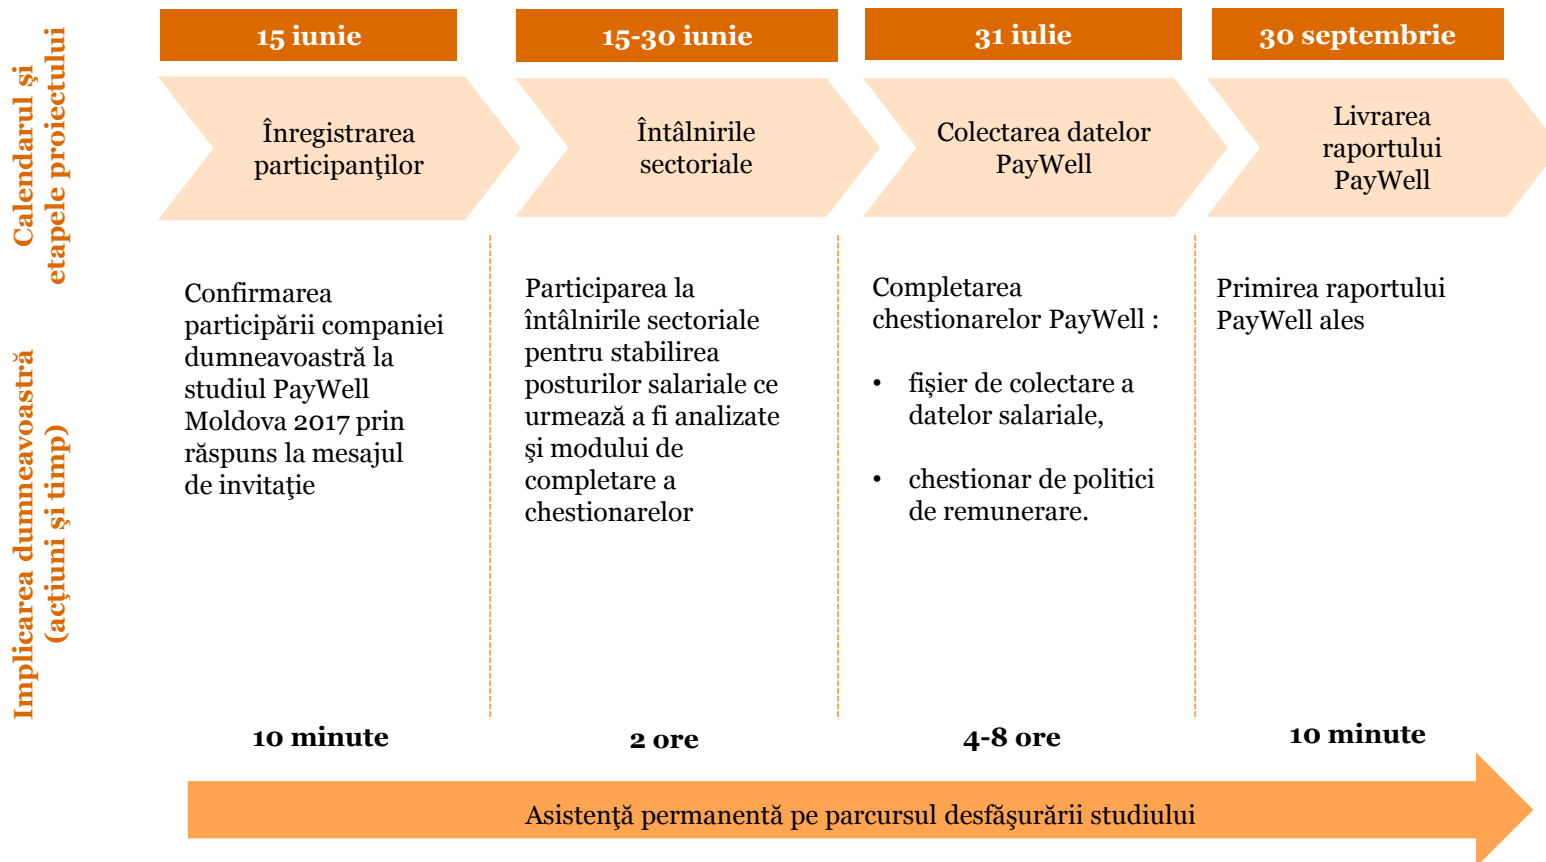 Calendarul şi
etapele proiectului
15 iunie
15-30 iunie
31 iulie
30 septembrie
Înregistrarea
participanţilor
Întâlnirile
sectoriale
Colectarea datelor
PayWell
Livrarea
raportului
PayWell
Implicarea dumneavoastră
(acţiuni şi timp)
Confirmarea
participării companiei
dumneavoastră la
studiul PayWell
Moldova 2017 prin
răspuns la mesajul
de invitaţie
Participarea la
întâlnirile sectoriale
pentru stabilirea
posturilor salariale ce
urmează a fi analizate
şi modului de
completare a
chestionarelor
Completarea
chestionarelor PayWell :
• fișier de colectare a
datelor salariale,
• chestionar de politici
de remunerare.
Primirea raportului
PayWell ales
10 minute
2 ore
4-8 ore
10 minute
Asistenţă permanentă pe parcursul desfăşurării studiului